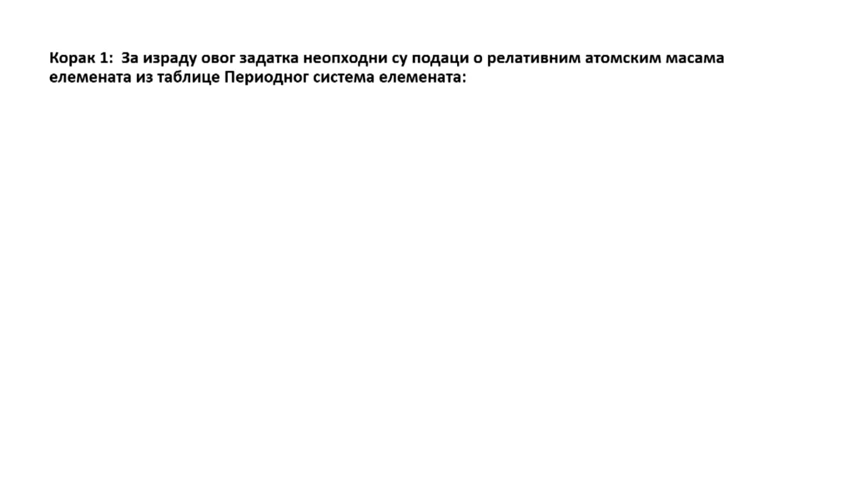 Корак 1:  За израду овог задатка неопходни су подаци о релативним атомским масама
елемената из таблице Периодног система елемената: